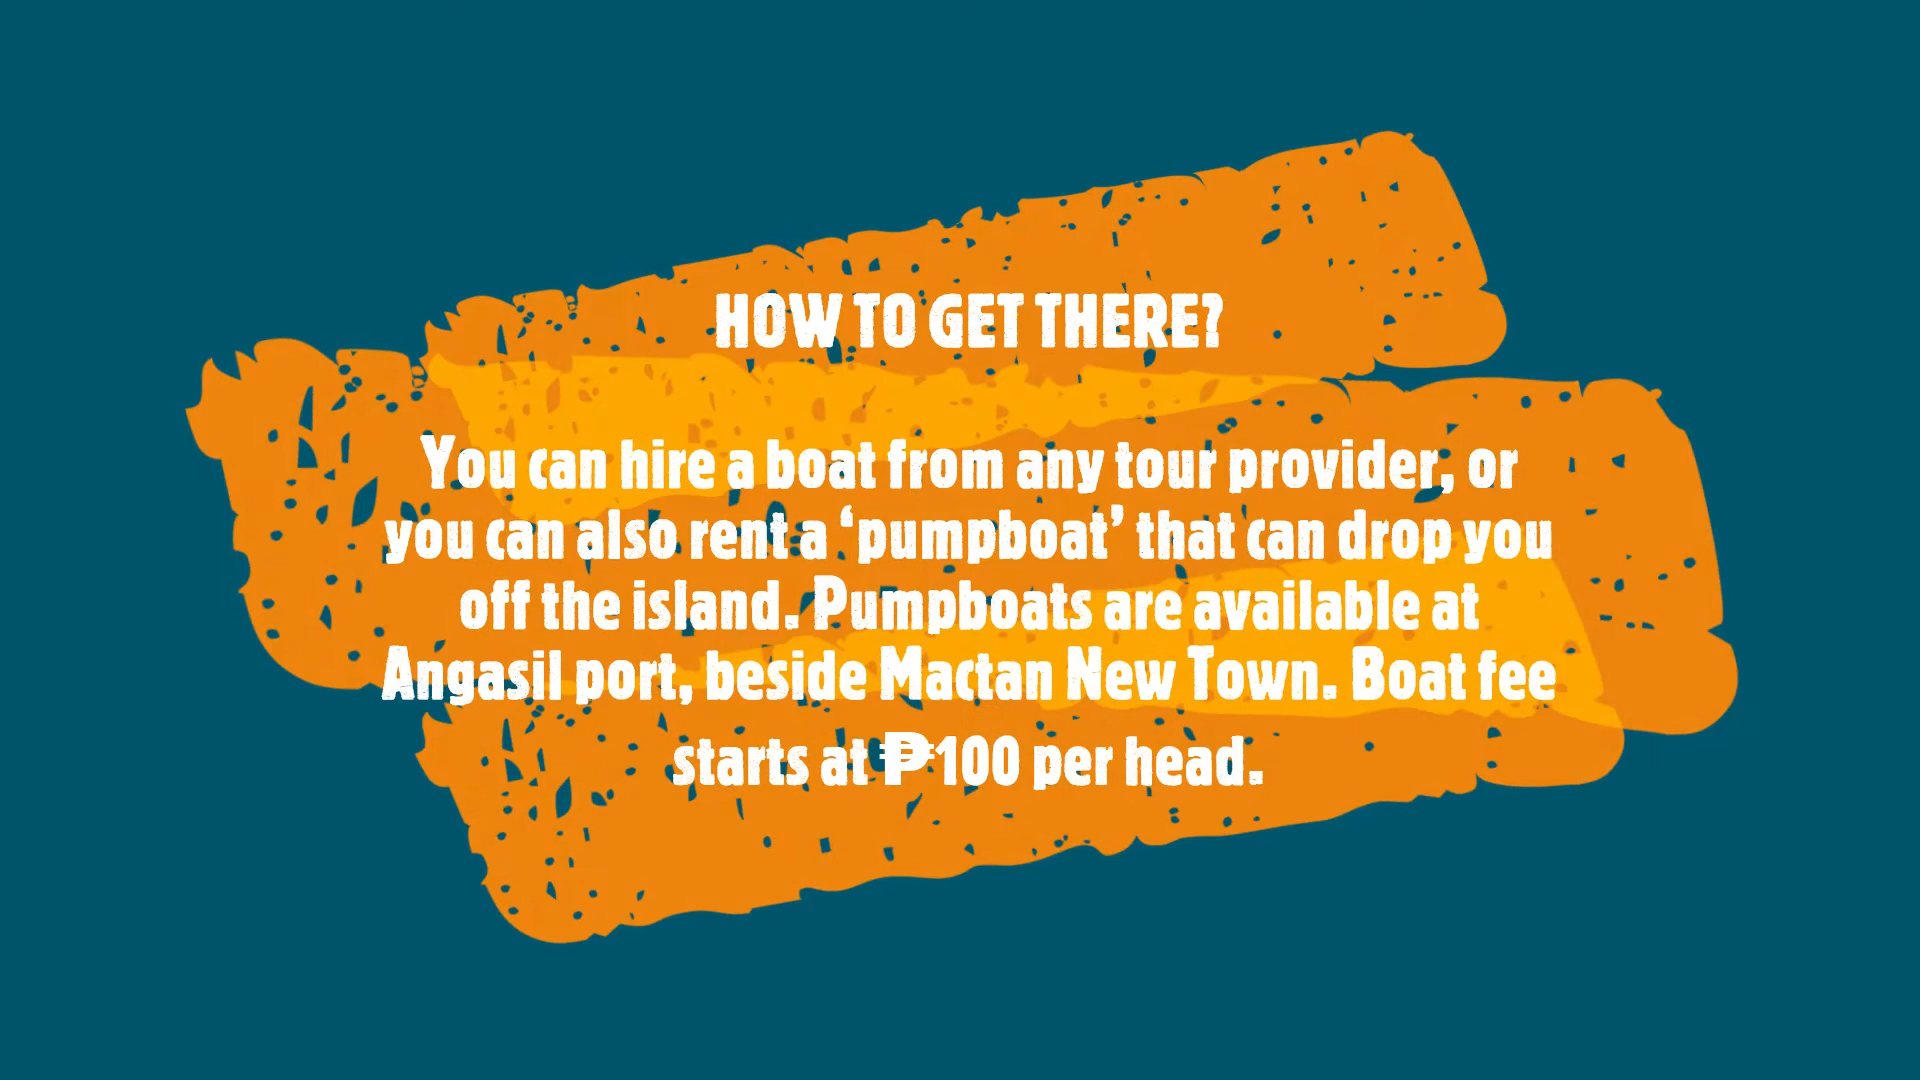 HOW TO GET THERE?
You can hire a boat from any tour provider, or
you can also rent a ‘pumpboat’ that can drop you
off the island. Pumpboats are available at
Angasil port, beside Mactan New Town. Boat fee
starts at ₱100 per head.